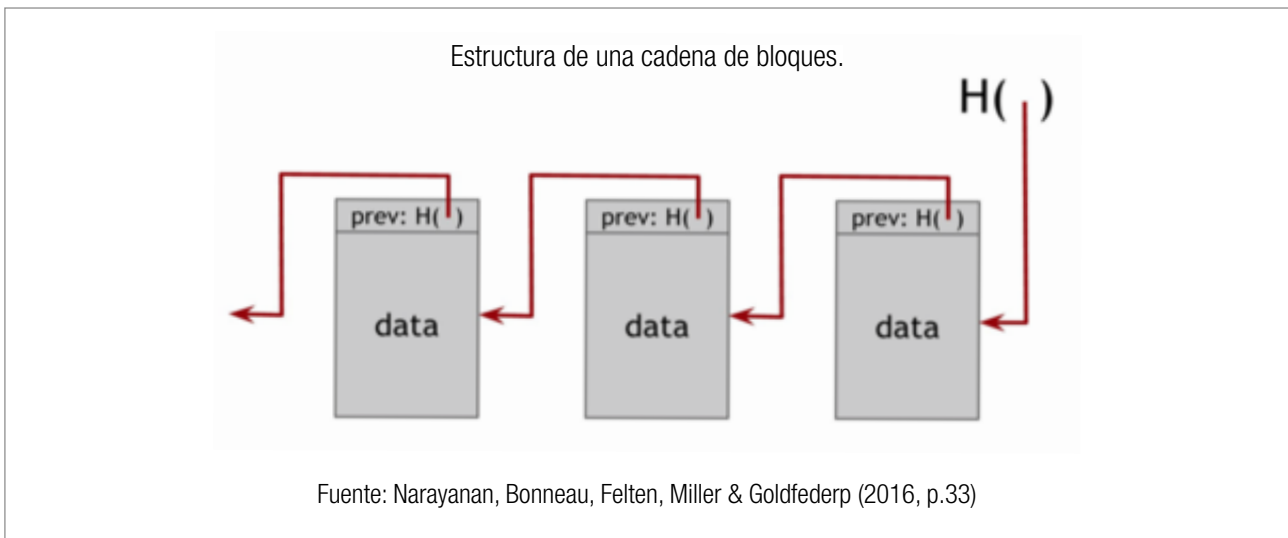 Estructura de una cadena de bloques.
H( )
prev: H( )
prev: H( )
prev: H( )
data
data
data
Fuente: Narayanan, Bonneau, Felten, Miller & Goldfederp (2016, p.33)